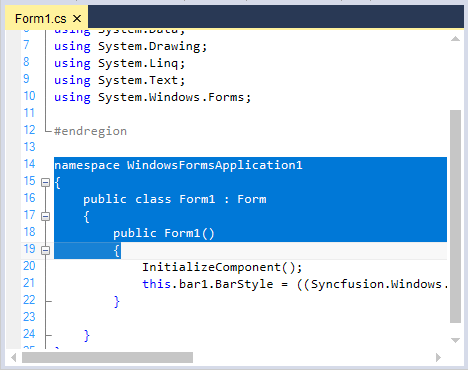 Form1.cs ×
6 using System.Data;
7 using System.Drawing;
8 using System.Linq;
9 using System.Text;
10 using System.Windows.Forms;
11
12 #endregion
13
14 namespace WindowsFormsApplication1
15 {
16 public class Form1 : Form
17 {
18 public Form1()
19 {
20 InitializeComponent();
21 this.bar1.BarStyle = ((Syncfusion.Windows.
22 }
23
24 }
25 }